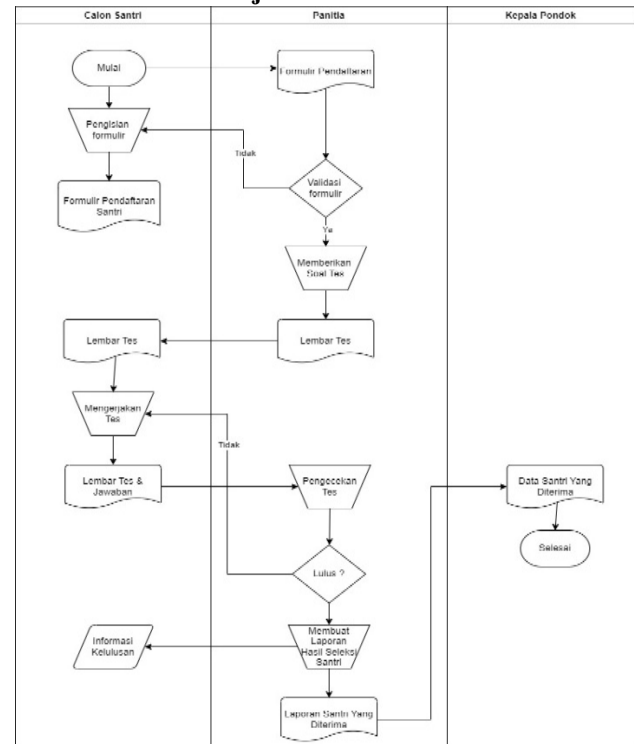 Calon Santri
Panitia
Kepala Pondok
Mulai
Formulir Pendaftaran
Pengisian
formulir
Tidak
Validasi
formulir
Formulir Pendaftaran
Santri
Ya
Memberikan
Soal Tes
Lembar Tes
Lembar Tes
Mengerjakan
Tes
Tidak
Lembar Tes &
Jawaban
Pengecekan
Tes
Data Santri Yang
Diterima
Selesai
Lulus ?
Informasi
Kelulusan
Membuat
Laporan
Hasil Seleksi
Santri
Laporan Santri Yang
Diterima